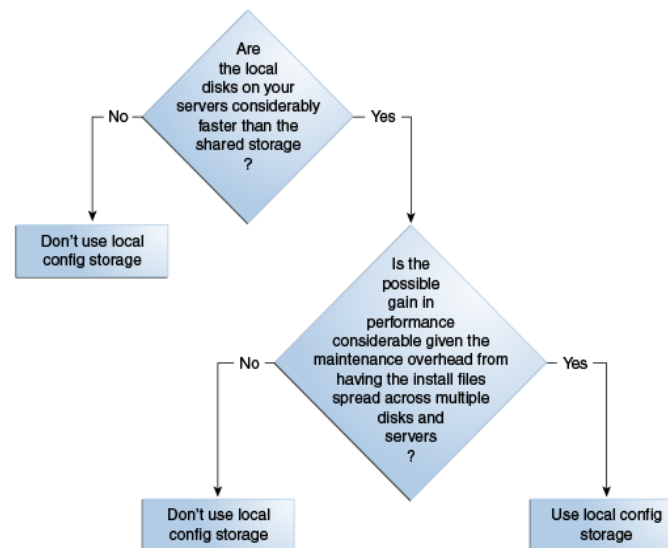 Are
the local
disks on your
servers considerably
faster than the
shared storage
?
No
Yes
Don't use local
config storage
Is the
possible
gain in
performance
considerable given the
maintenance overhead from
having the install files
spread across multiple
disks and
servers
?
No
Yes
Don't use local
config storage
Use local config
storage